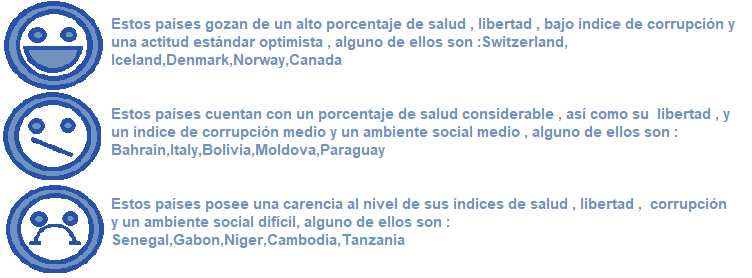 Estos países gozan de un alto porcentaje de salud , libertad , bajo índice de corrupción y
una actitud estándar optimista , alguno de ellos son :Switzerland,
Iceland,Denmark,Norway,Canada
Estos países cuentan con un porcentaje de salud considerable , así como su  libertad , y
un índice de corrupción medio y un ambiente social medio , alguno de ellos son :
Bahrain,Italy,Bolivia,Moldova,Paraguay
Estos países posee una carencia al nivel de sus índices de salud , libertad ,  corrupción
y un ambiente social difícil, alguno de ellos son :
Senegal,Gabon,Niger,Cambodia,Tanzania